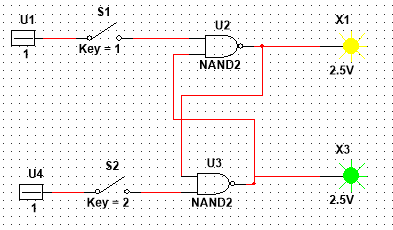 U1
1
S1
Key = 1
U2
NAND2
X1
2.5V
U4
1
S2
Key = 2
U3
NAND2
X3
2.5V